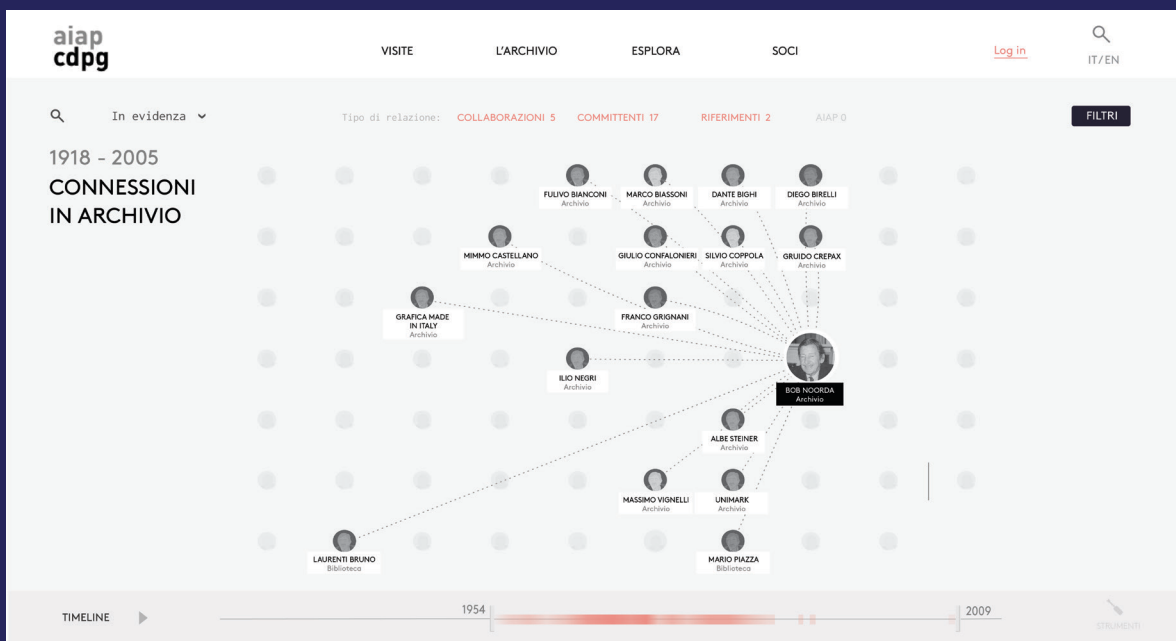 aiap
cdpg
VISITE
L'ARCHIVIO
ESPLORA
SOCI
Log in
IT/EN
In evidenza
Tipo di relazione:
COLLABORAZIONI 5
COMMITTENTI 17
RIFERIMENTI 2
AIAP 0
FILTRI
1918 - 2005
CONNESSIONI
IN ARCHIVIO
FULIVO BIANCONI
Archivio
MARCO BIASSONI
Archivio
DANTE BIGHI
Archivio
DIEGO BIRELLI
Archivio
MIMMO CASTELLANO
Archivio
GIULIO CONFALONIERI
Archivio
SILVIO COPPOLA
Archivio
GRUIDO CREPAX
Archivio
GRAFICA MADE
IN ITALY
Archivio
FRANCO GRIGNANI
Archivio
ILIO NEGRI
Archivio
BOB NOORDA
Archivio
ALBE STEINER
Archivio
MASSIMO VIGNELLI
Archivio
UNIMARK
Archivio
LAURENTI BRUNO
Biblioteca
MARIO PIAZZA
Biblioteca
TIMELINE
1954
2009
STRUMENTI